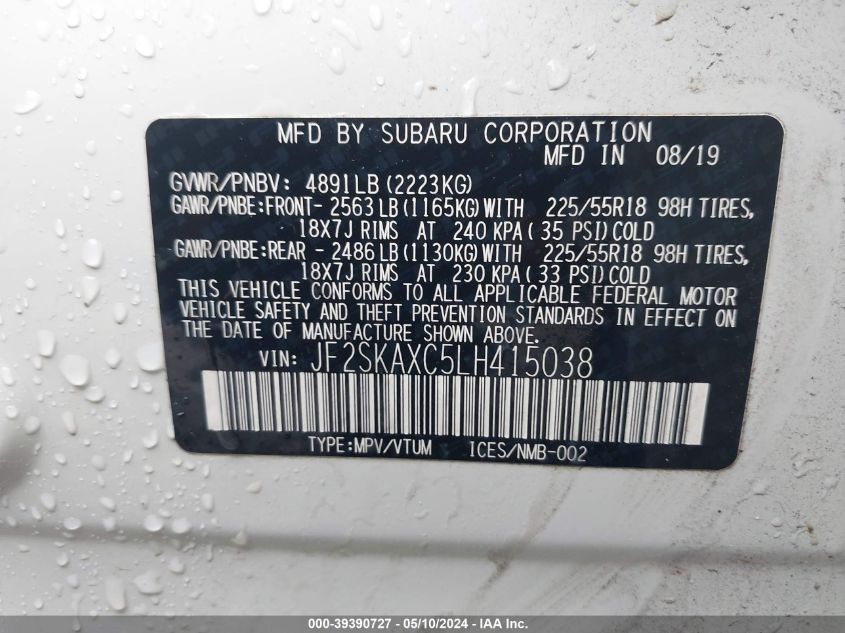 MFD BY SUBARU CORPORATION
MFD IN 08/19
GVWR/PNBV: 4891LB (2223KG)
GAWR/PNBE:FRONT- 2563LB (1165KG)WITH 225/55R18 98H TIRES,
18X7J RIMS AT 240 KPA ( 35 PSI)COLD
GAWR/PNBE:REAR - 2486LB (1130KG)WITH 225/55R18 98H TIRES,
18X7J RIMS AT 230 KPA ( 33 PSI)COLD
THIS VEHICLE CONFORMS TO ALL APPLICABLE FEDERAL MOTOR
VEHICLE SAFETY AND THEFT PREVENTION STANDARDS IN EFFECT ON
THE DATE OF MANUFACTURE SHOWN ABOVE.
VIN: JF2SKAXC5LH415038
TYPE:MPV/VTUM ICES/NMB-002
000-39390727 - 05/10/2024 - IAA Inc.